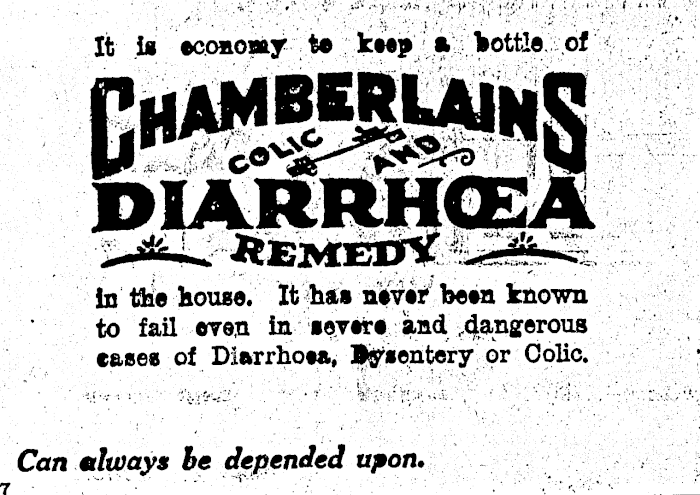 It is economy to keep a bottle of
CHAMBERLAINS
COLIC AND
DIARRHŒA
REMEDY
in the house. It has never been known
to fail even in severe and dangerous
cases of Diarrhoea, Dysentery or Colic.
Can always be depended upon.
7